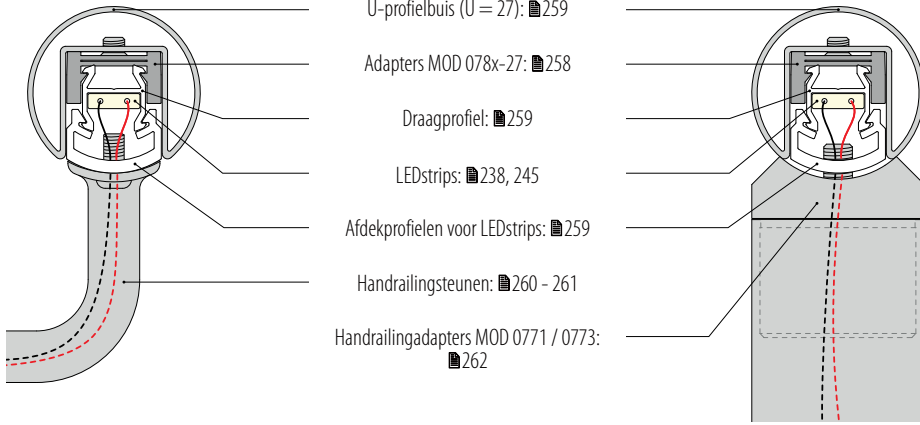 U-profielbuis (U = 27): 259
Adapters MOD 078x-27: 258
Draagprofiel: 259
LEDstrips: 238, 245
Afdekprofielen voor LEDstrips: 259
Handrailingsteunen: 260 - 261
Handrailingadapters MOD 0771 / 0773:
262